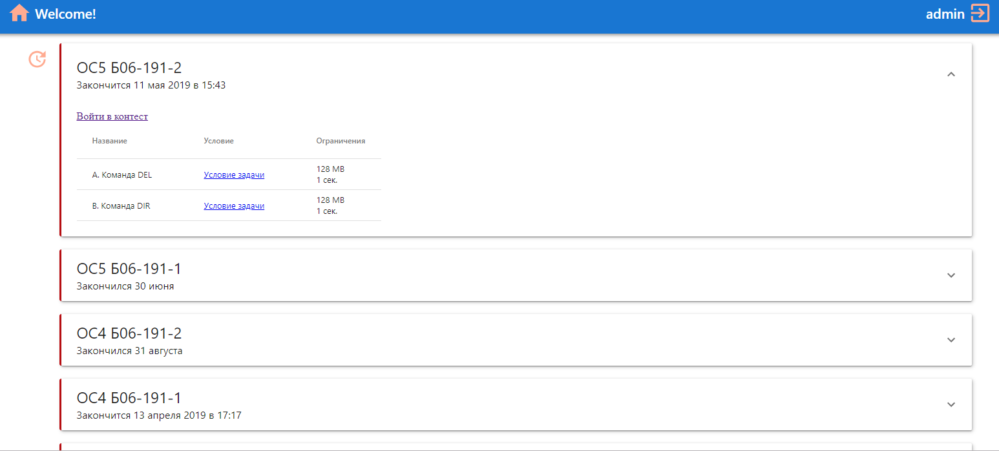 Welcome!
admin
ОС5 Б06-191-2
Закончится 11 мая 2019 в 15:43
Войти в контест
Название Условие Ограничения
A. Команда DEL Условие задачи 128 MB
1 сек.
B. Команда DIR Условие задачи 128 MB
1 сек.
ОС5 Б06-191-1
Закончился 30 июня
ОС4 Б06-191-2
Закончился 31 августа
ОС4 Б06-191-1
Закончится 13 апреля 2019 в 17:17